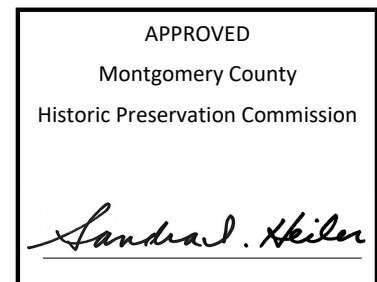 APPROVED
Montgomery County
Historic Preservation Commission
Sandra I. Heiler